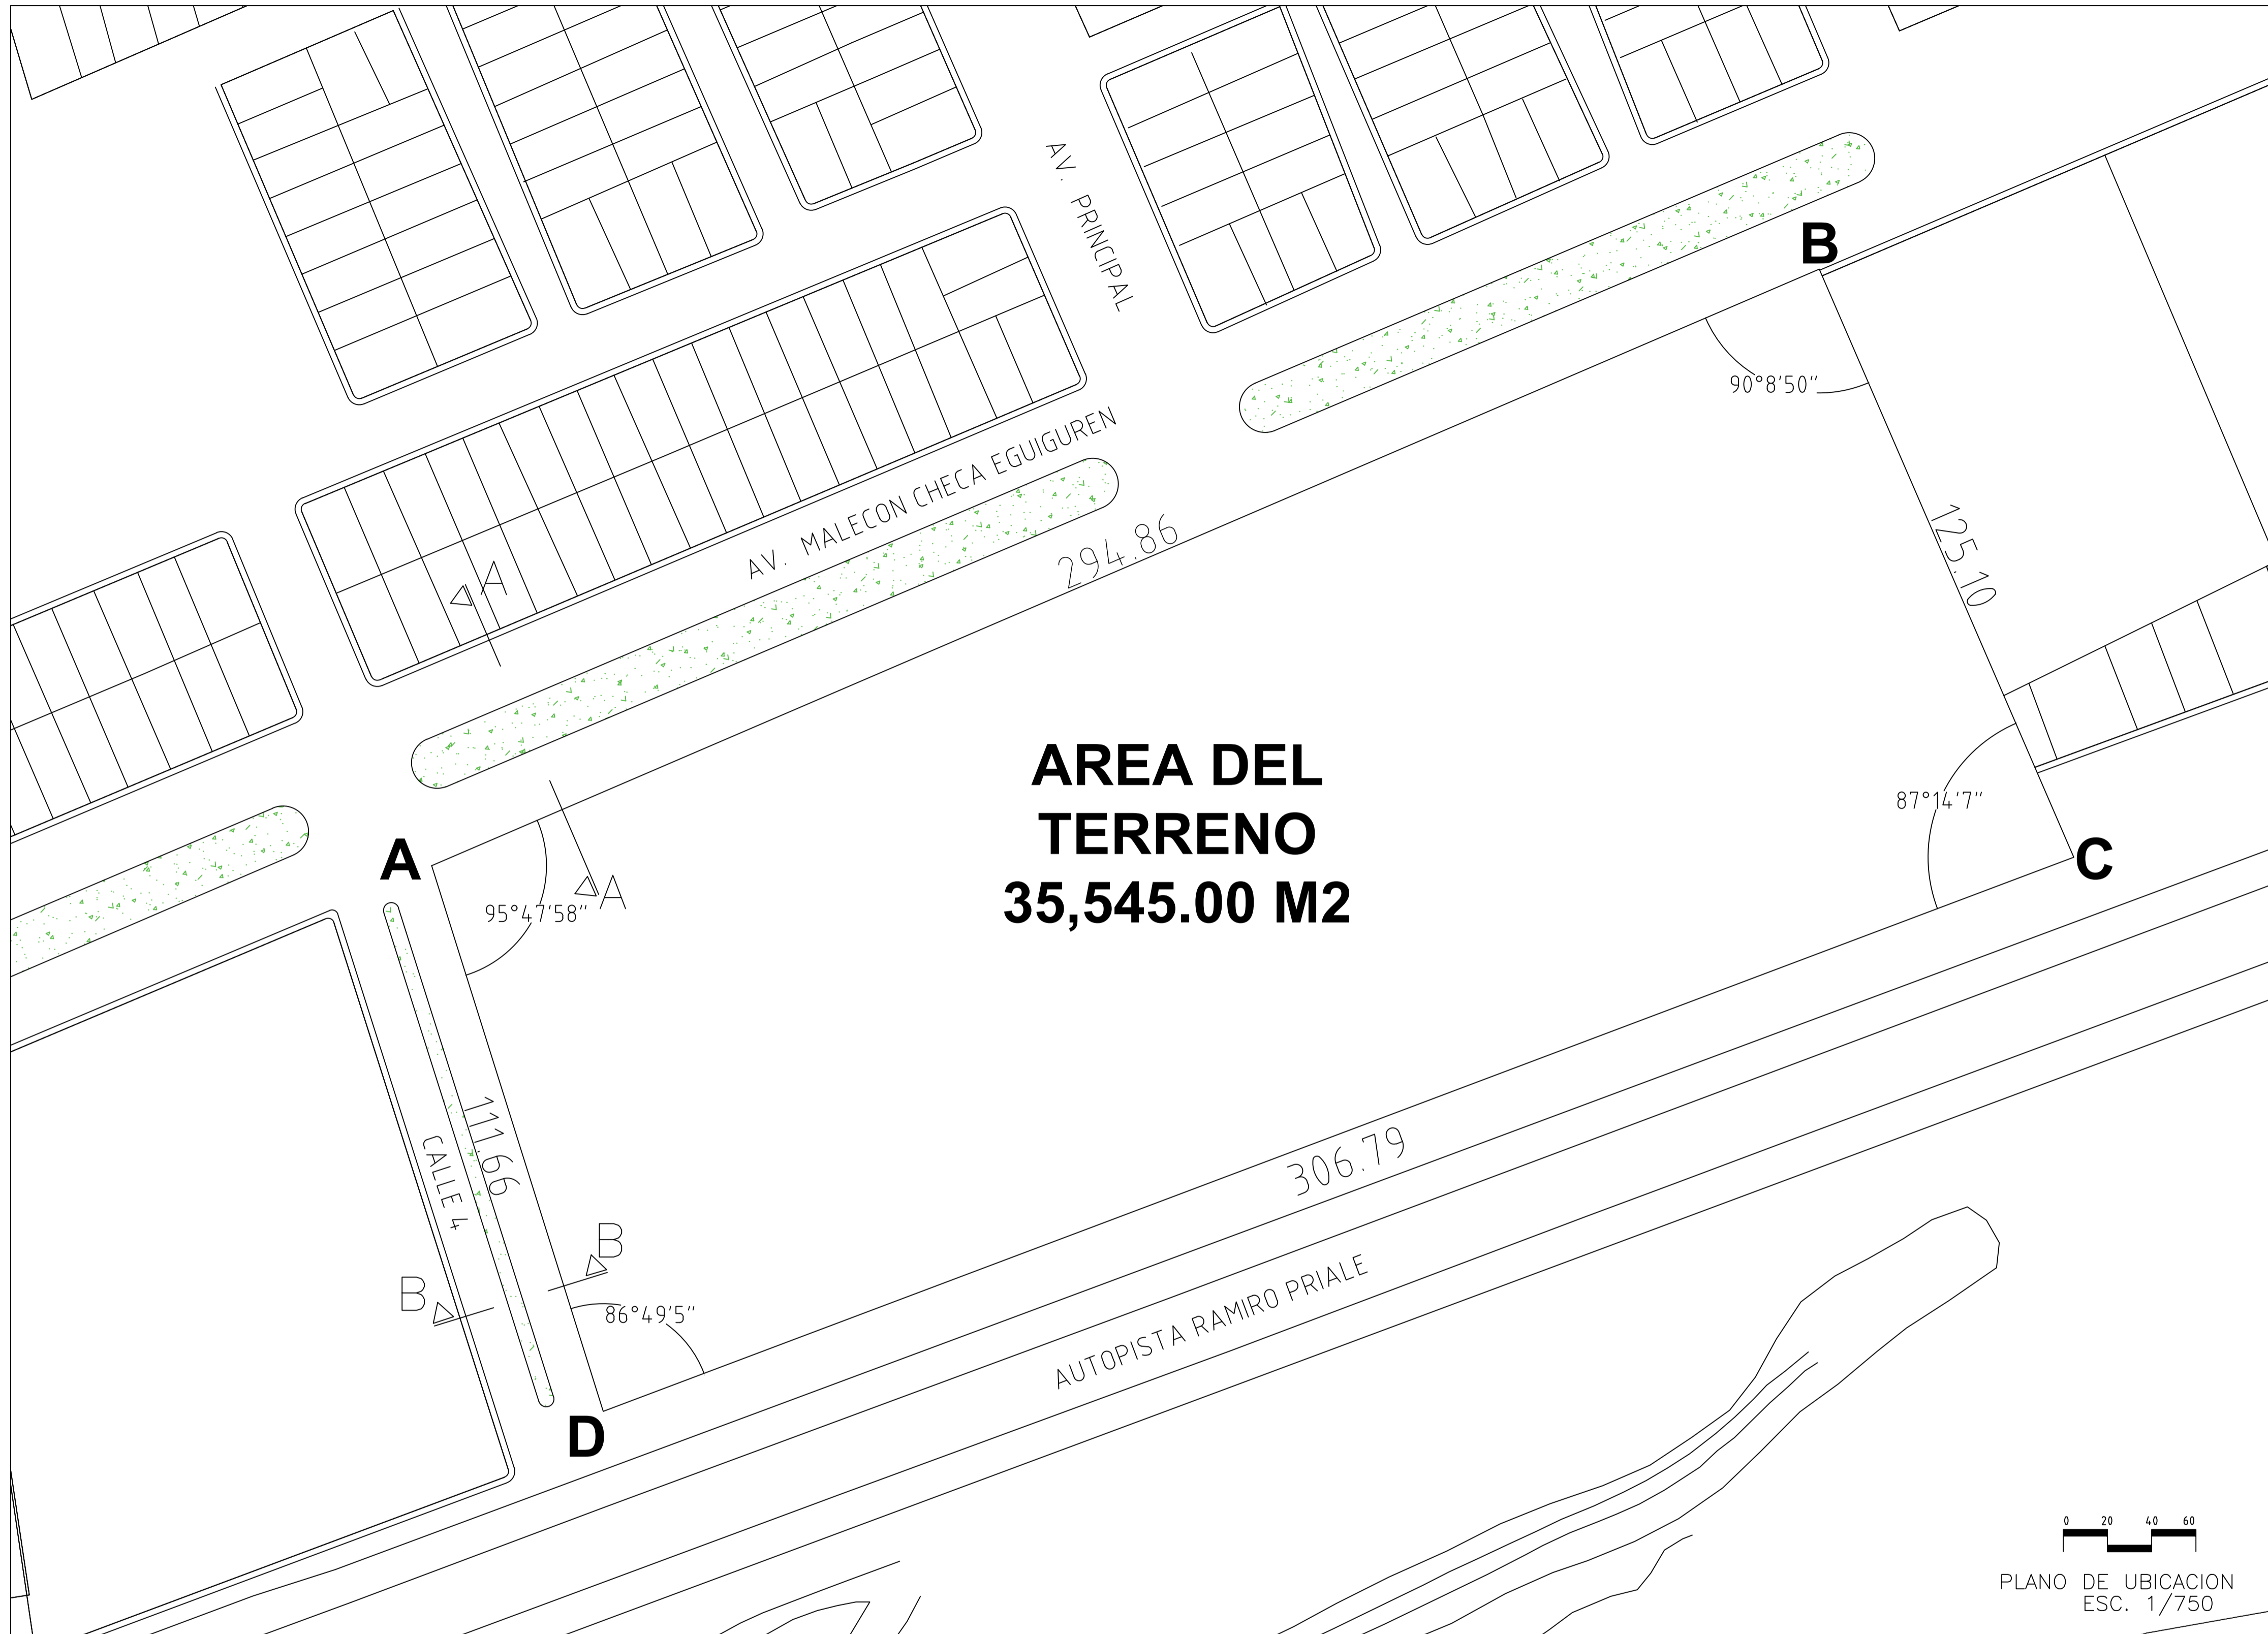 AV. PRINCIPAL
B
90°8'50"
AV. MALECON CHECA EGUIGUREN
294.86
125.10
A
AREA DEL
TERRENO
35,545.00 M2
87°14'7"
A
C
95°47'58"
A
111.66
CALLE 4
306.79
B
B
86°49'5"
AUTOPISTA RAMIRO PRIALE
D
0 20 40 60
PLANO DE UBICACION
ESC. 1/750